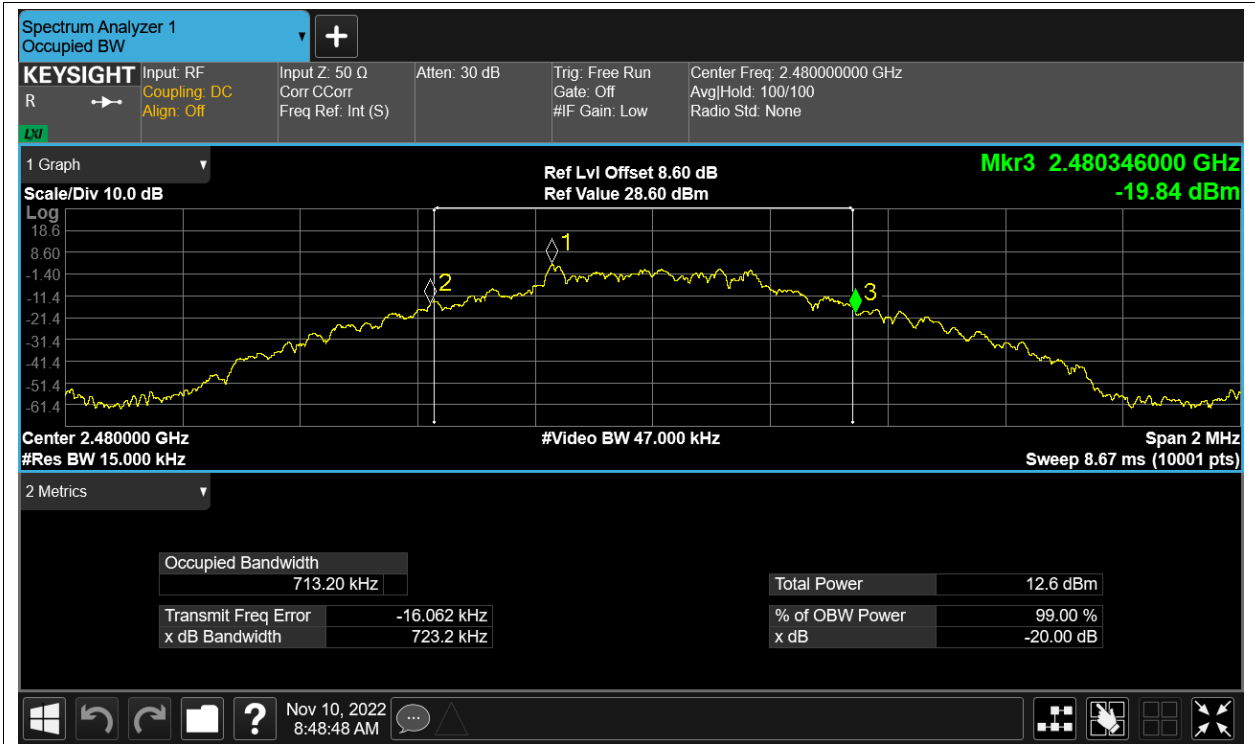 Spectrum Analyzer 1
Occupied BW
KEYSIGHT
R
LXI
Input: RF
Coupling: DC
Align: Off
Input Z: 50 Ω
Corr CCorr
Freq Ref: Int (S)
Atten: 30 dB
Trig: Free Run
Gate: Off
#IF Gain: Low
Center Freq: 2.480000000 GHz
Avg|Hold: 100/100
Radio Std: None
1 Graph
Scale/Div 10.0 dB
Ref Lvl Offset 8.60 dB
Ref Value 28.60 dBm
Mkr3 2.480346000 GHz
-19.84 dBm
Log
18.6
8.60
-1.40
-11.4
-21.4
-31.4
-41.4
-51.4
-61.4
1
2
3
Center 2.480000 GHz
#Video BW 47.000 kHz
Span 2 MHz
#Res BW 15.000 kHz
Sweep 8.67 ms (10001 pts)
2 Metrics
Occupied Bandwidth
713.20 kHz
Total Power 12.6 dBm
Transmit Freq Error -16.062 kHz
% of OBW Power 99.00 %
x dB Bandwidth 723.2 kHz
x dB -20.00 dB
?
Nov 10, 2022
8:48:48 AM